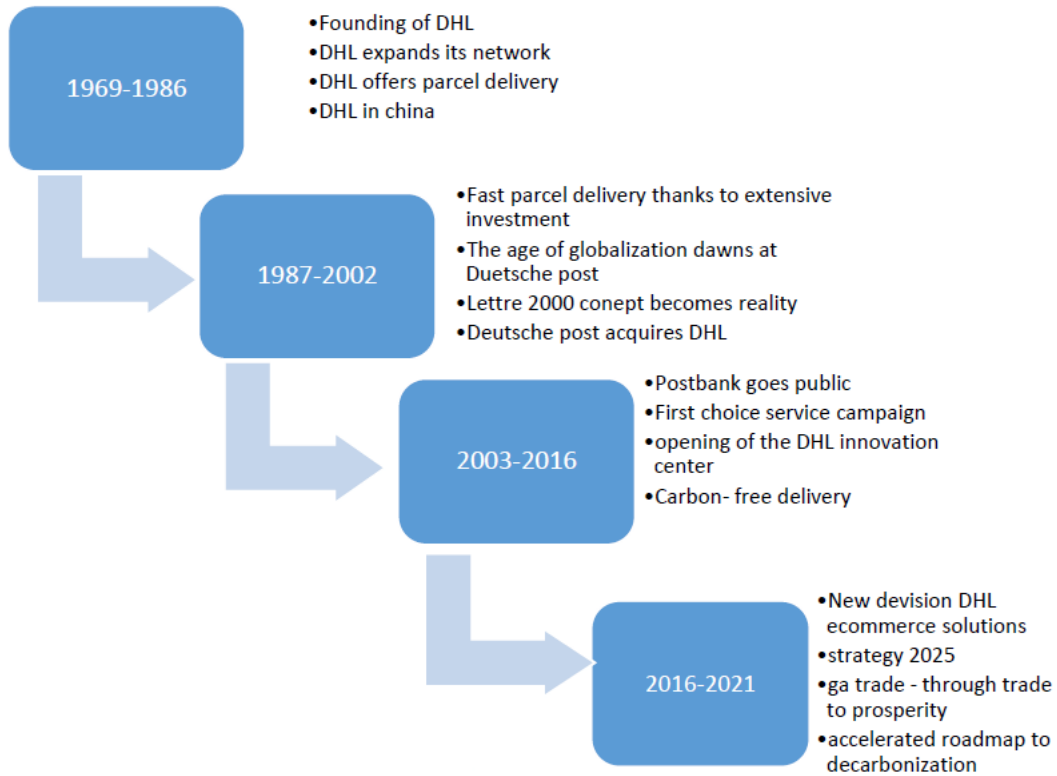 1969-1986
•Founding of DHL
•DHL expands its network
•DHL offers parcel delivery
•DHL in china
1987-2002
•Fast parcel delivery thanks to extensive
investment
•The age of globalization dawns at
Duetsche post
•Lettre 2000 conept becomes reality
•Deutsche post acquires DHL
2003-2016
•Postbank goes public
•First choice service campaign
•opening of the DHL innovation
center
•Carbon- free delivery
2016-2021
•New devision DHL
ecommerce solutions
•strategy 2025
•ga trade - through trade
to prosperity
•accelerated roadmap to
decarbonization